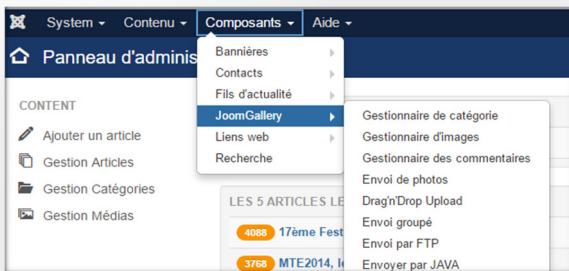 System Contenu Composants Aide
Panneau d'adminis
Bannières
Contacts
Fils d'actualité
JoomGallery
Liens web
Recherche
Gestionnaire de catégorie
Gestionnaire d'images
Gestionnaire des commentaires
Envoi de photos
Drag'n'Drop Upload
Envoi groupé
Envoi par FTP
Envoyer par JAVA
CONTENT
Ajouter un article
Gestion Articles
Gestion Catégories
Gestion Médias
LES 5 ARTICLES LE
4088 17ème Fest
3768 MTE2014, le